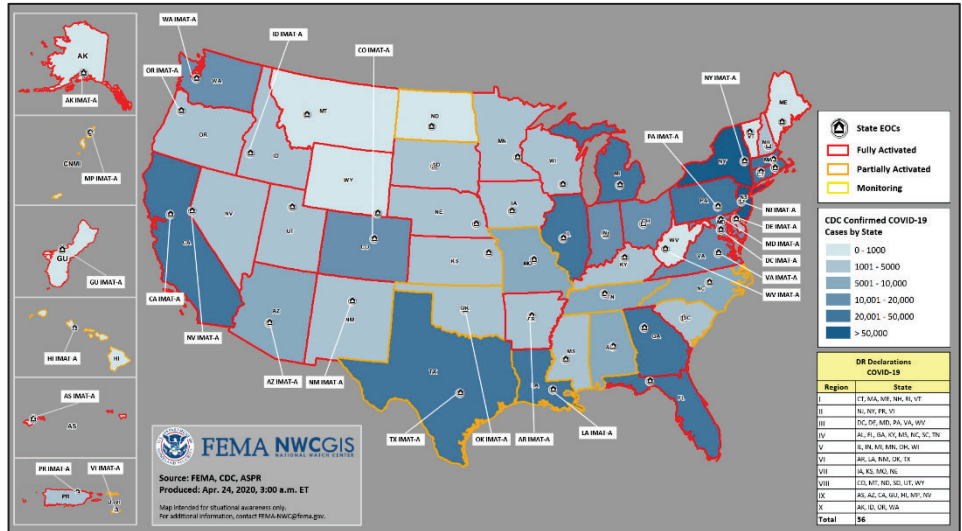 WA IMAT-A
ID IMAT-A
CO IMAT-A
NY IMAT-A
AK
AK IMAT-A
OR IMAT-A
PA IMAT-A
CNMI
MP IMAT-A
GU
GU IMAT-A
CA IMAT-A
NV IMAT-A
HI IMAT-A
HI
AZ IMAT-A
NM IMAT-A
AS IMAT-A
AS
TX IMAT-A
OK IMAT-A
AR IMAT-A
LA IMAT-A
PR IMAT-A
VI IMAT-A
PR
NJ IMAT-A
DE IMAT-A
MD IMAT-A
DC IMAT-A
VA IMAT-A
WV IMAT-A
WA
MT
ND
MN
ME
VT
OR
ID
SD
WI
MI
NY
WY
IA
PA
NV
NE
IL
IN
OH
UT
CO
CA
KS
MO
KY
WV
VA
AZ
NM
OK
AR
TN
NC
SC
MS
GA
TX
LA
FL
State EOCs
Fully Activated
Partially Activated
Monitoring
CDC Confirmed COVID-19
Cases by State
0 - 1000
1001 - 5000
5001 - 10,000
10,001 - 20,000
20,001 - 50,000
> 50,000
DR Declarations
COVID-19
Region State
I CT, MA, ME, NH, RI, VT
II NJ, NY, PR, VI
III DC, DE, MD, PA, VA, WV
IV AL, FL, GA, KY, MS, NC, SC, TN
V IL, IN, MI, MN, OH, WI
VI AR, LA, NM, OK, TX
VII IA, KS, MO, NE
VIII CO, MT, ND, SD, UT, WY
IX AS, AZ, CA, GU, HI, MP, NV
X AK, ID, OR, WA
Total 56
FEMA NWCGIS
NATIONAL WATCH CENTER
Source: FEMA, CDC, ASPR
Produced: Apr. 24, 2020, 3:00 a.m. ET
Map intended for situational awareness only.
For additional information, contact FEMA-NWC@fema.gov.